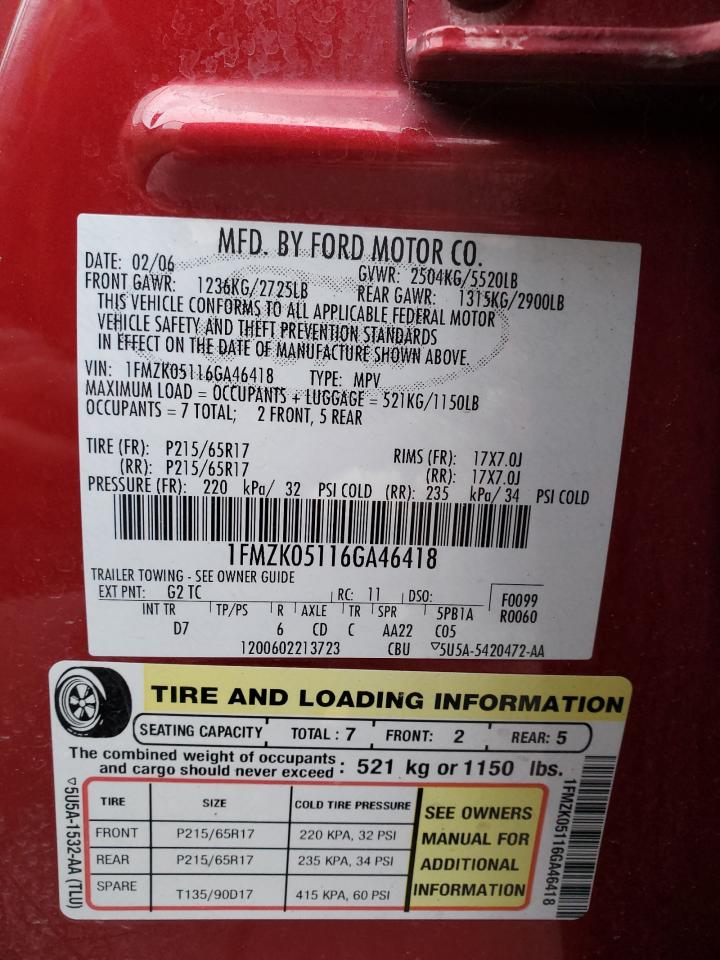 MFD. BY FORD MOTOR CO.
DATE: 02/06 GVWR: 2504KG/5520LB
FRONT GAWR: 1236KG/2725LB REAR GAWR: 1315KG/2900LB
THIS VEHICLE CONFORMS TO ALL APPLICABLE FEDERAL MOTOR
VEHICLE SAFETY AND THEFT PREVENTION STANDARDS
IN EFFECT ON THE DATE OF MANUFACTURE SHOWN ABOVE.
VIN: 1FMZK05116GA46418 TYPE: MPV
MAXIMUM LOAD = OCCUPANTS + LUGGAGE = 521KG/1150LB
OCCUPANTS = 7 TOTAL; 2 FRONT, 5 REAR
TIRE (FR): P215/65R17 RIMS (FR): 17X7.0J
(RR): P215/65R17 (RR): 17X7.0J
PRESSURE (FR): 220 kPa/ 32 PSI COLD (RR): 235 kPa/ 34 PSI COLD
1FMZK05116GA46418
TRAILER TOWING - SEE OWNER GUIDE
EXT PNT: G2 TC RC: 11 DSO: F0099
INT TR TP/PS R AXLE TR SPR 5PB1A R0060
D7 6 CD C AA22 C05
1200602213723 CBU ▽5U5A-5420472-AA
TIRE AND LOADING INFORMATION
SEATING CAPACITY TOTAL : 7 FRONT: 2 REAR: 5
The combined weight of occupants
and cargo should never exceed : 521 kg or 1150 lbs.
TIRE SIZE COLD TIRE PRESSURE
FRONT P215/65R17 220 KPA, 32 PSI
REAR P215/65R17 235 KPA, 34 PSI
SPARE T135/90D17 415 KPA, 60 PSI
SEE OWNERS
MANUAL FOR
ADDITIONAL
INFORMATION
▽5U5A-1532-AA (TLU)
1FMZK05116GA46418